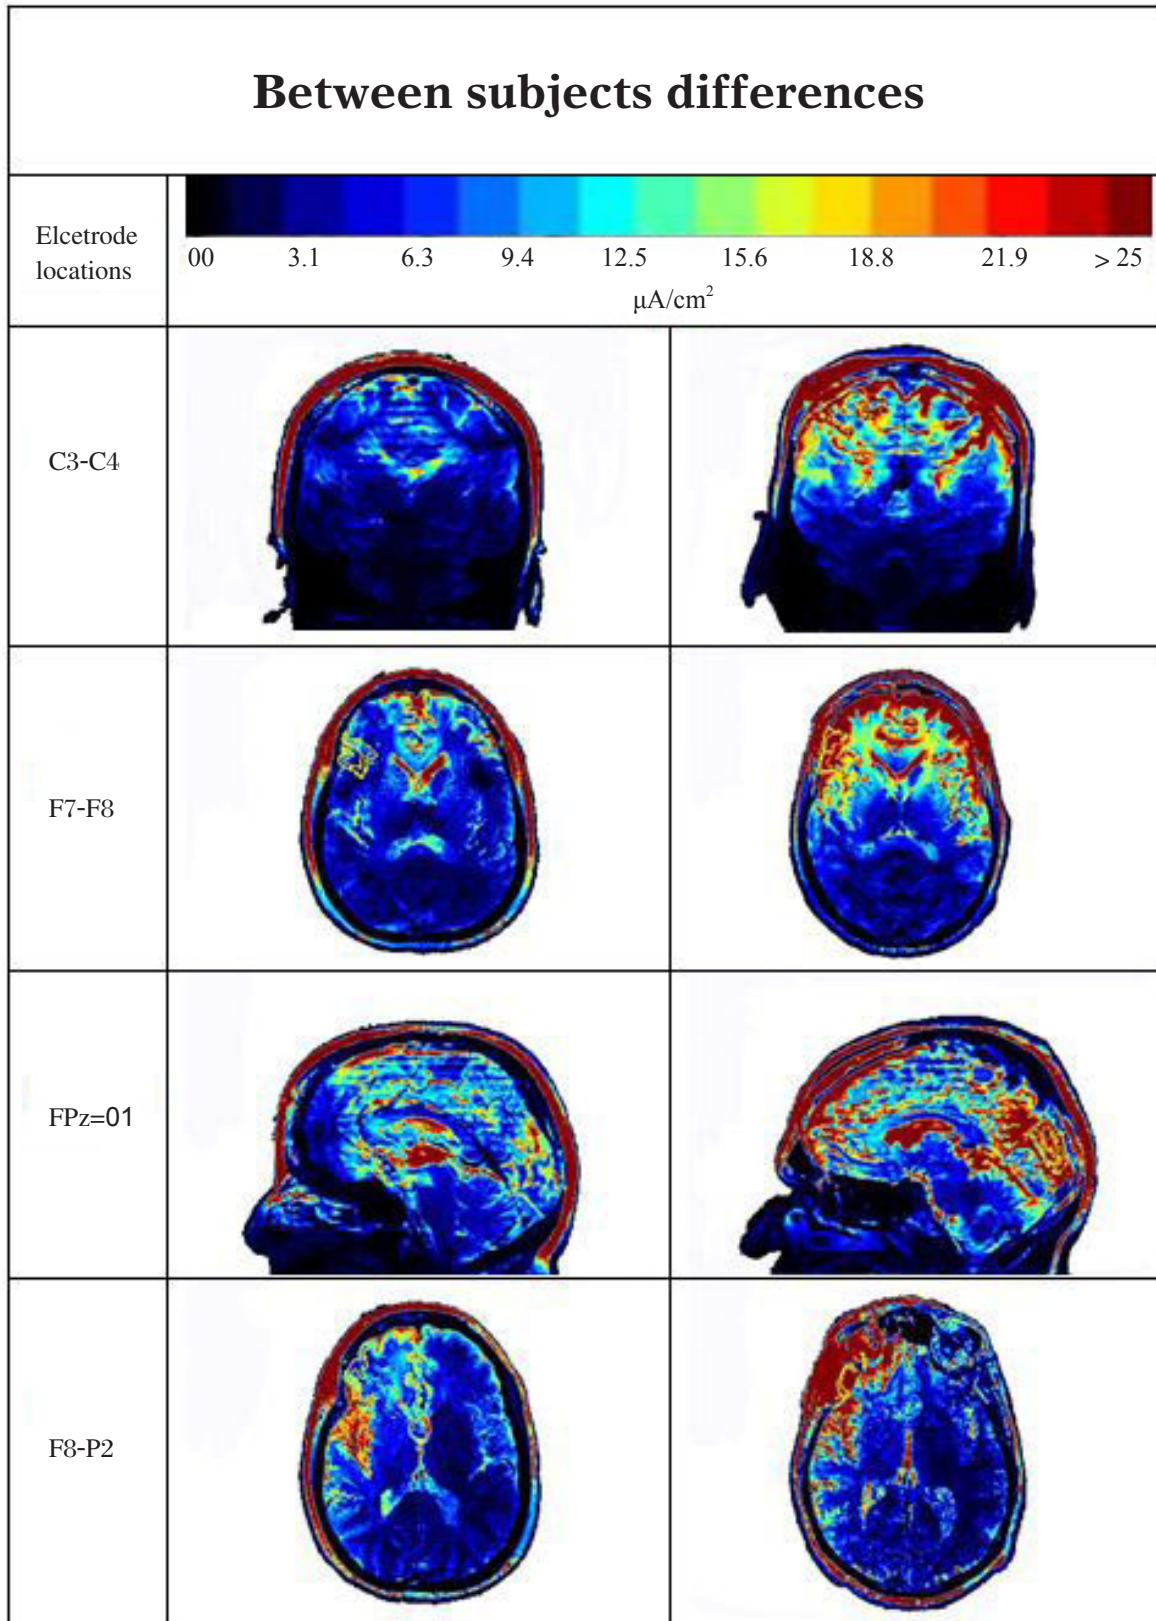 Between subjects differences
Elcetrode
locations
00 3.1 6.3 9.4 12.5 15.6 18.8 21.9 > 25
μA/cm²
C3-C4
F7-F8
FPz=01
F8-P2